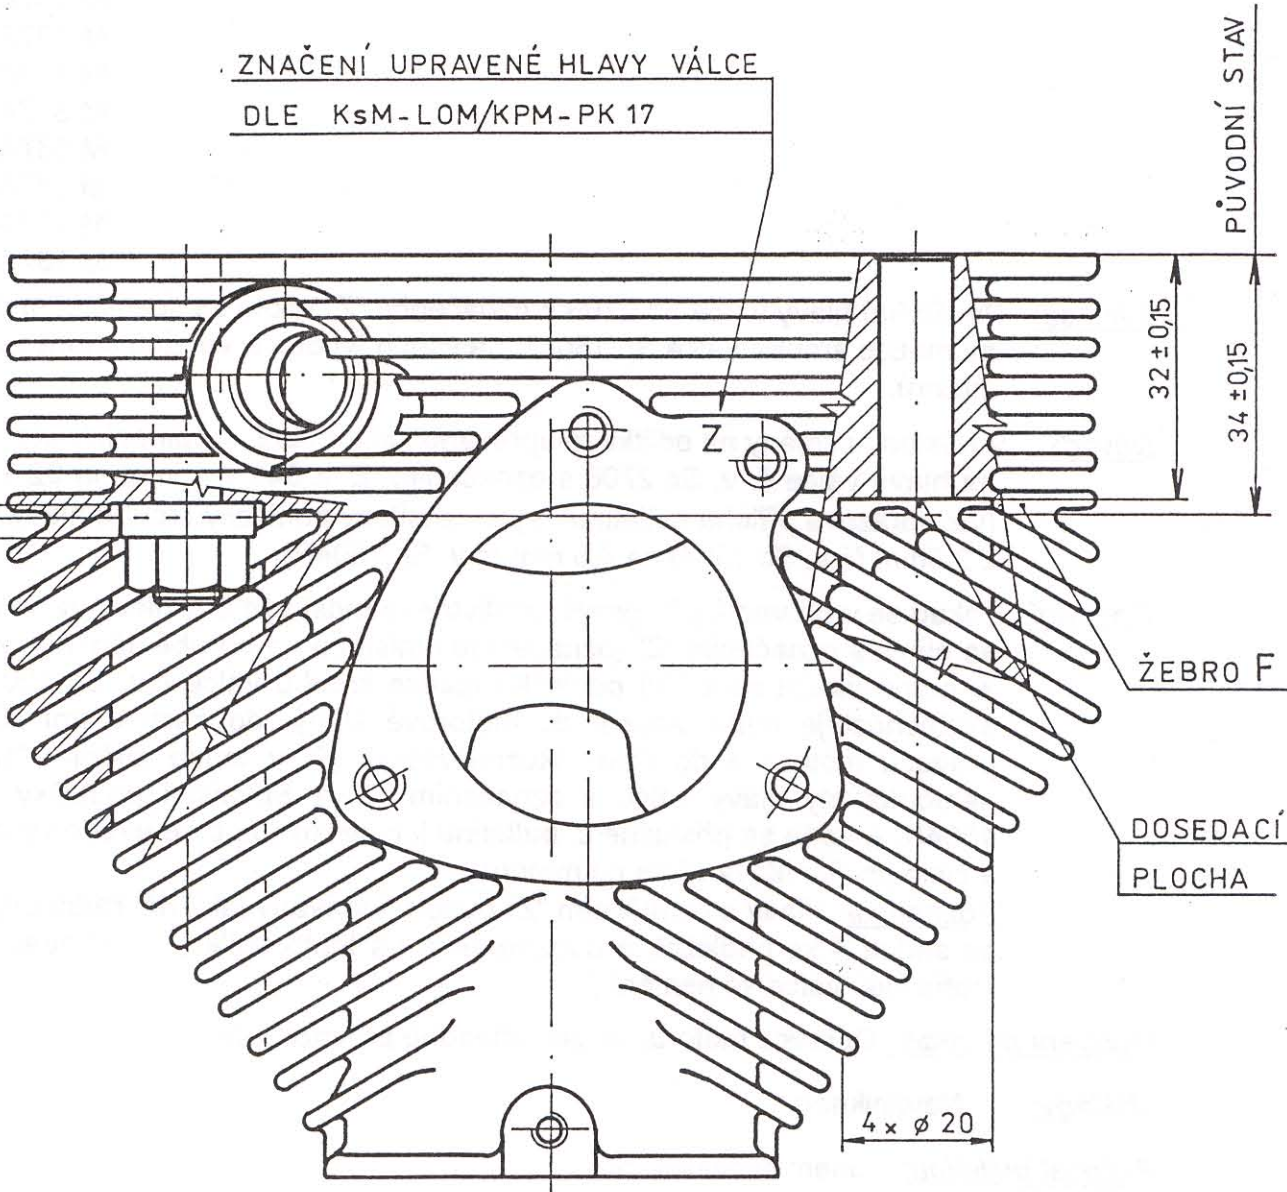 ZNAČENÍ UPRAVENÉ HLAVY VÁLCE
DLE KsM-LOM/KPM-PK 17
PŮVODNÍ STAV
32 ± 0,15
34 ± 0,15
Z
ŽEBRO F
DOSEDACÍ
PLOCHA
4 x ø 20